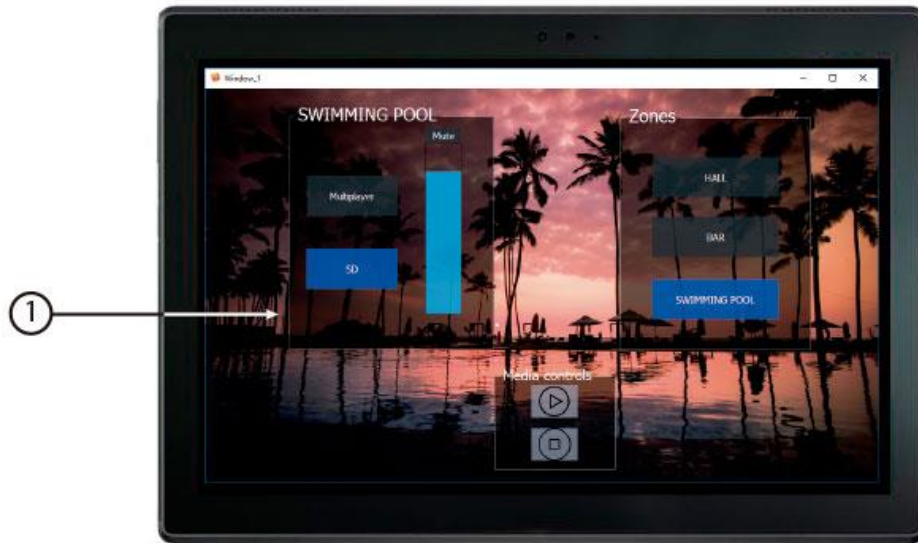 Window_1
SWIMMING POOL
Mute
Multiplayer
SD
Zones
HALL
BAR
SWIMMING POOL
Media controls
1